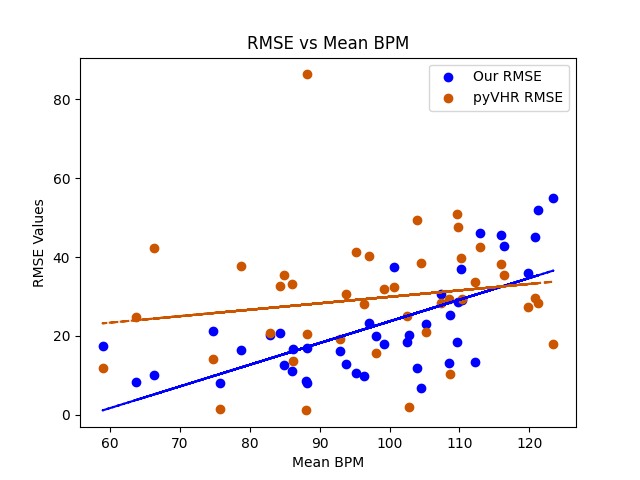 RMSE vs Mean BPM
Our RMSE
pyVHR RMSE
80
60
40
20
0
RMSE Values
60 70 80 90 100 110 120
Mean BPM